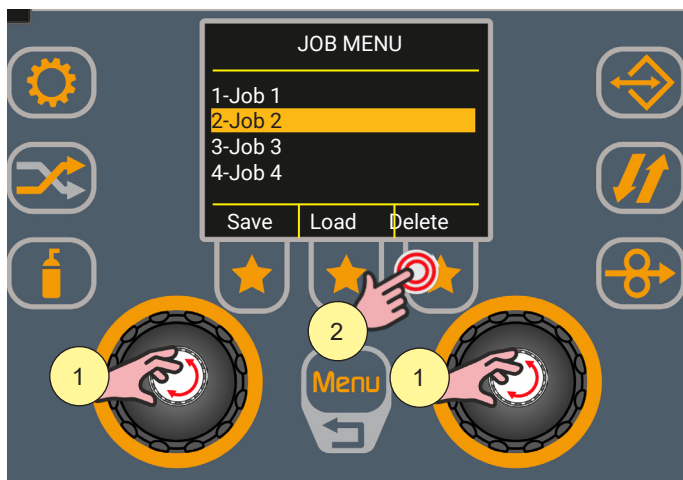 JOB MENU
1-Job 1
2-Job 2
3-Job 3
4-Job 4
Save Load Delete
2
1 Menu 1